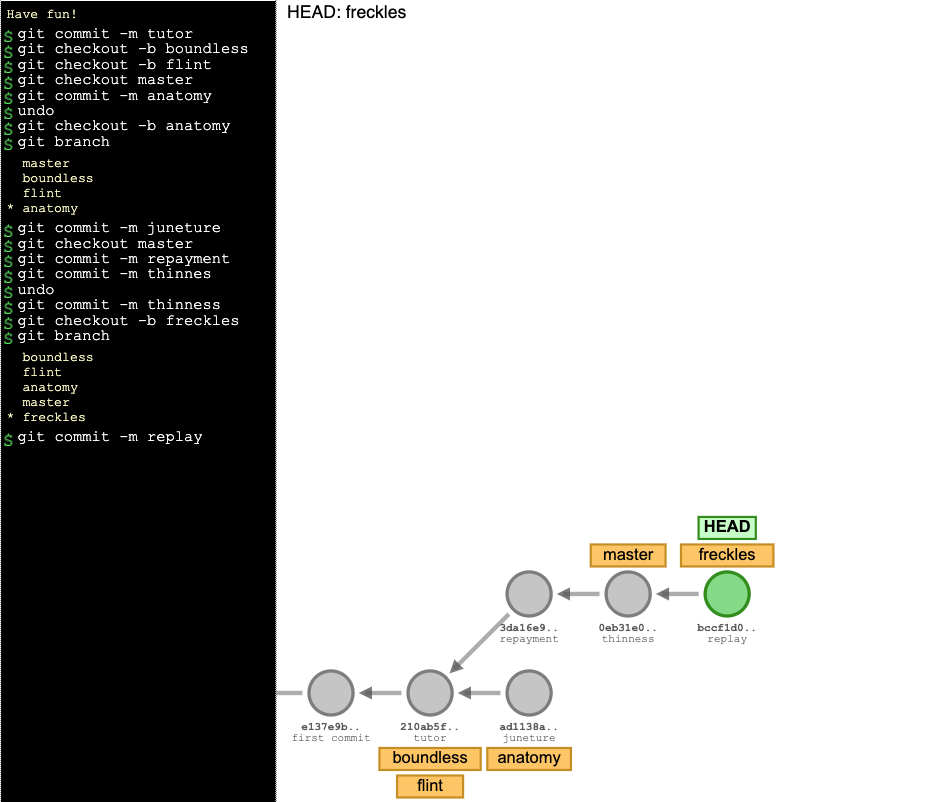 Have fun!
$ git commit -m tutor
$ git checkout -b boundless
$ git checkout -b flint
$ git checkout master
$ git commit -m anatomy
$ undo
$ git checkout -b anatomy
$ git branch
master
boundless
flint
* anatomy
$ git commit -m juneture
$ git checkout master
$ git commit -m repayment
$ git commit -m thinnes
$ undo
$ git commit -m thinness
$ git checkout -b freckles
$ git branch
boundless
flint
anatomy
master
* freckles
$ git commit -m replay
HEAD: freckles
HEAD
master
freckles
3da16e9..
repayment
0eb31e0..
thinness
bccf1d0..
replay
e137e9b..
first commit
210ab5f..
tutor
ad1138a..
juneture
boundless
anatomy
flint